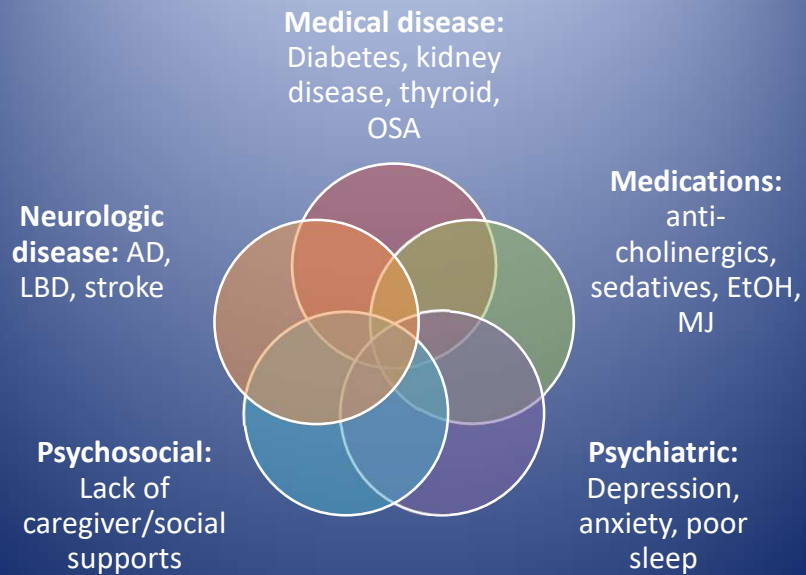 Medical disease:
Diabetes, kidney
disease, thyroid,
OSA
Medications:
anti-
cholinergics,
sedatives, EtOH,
MJ
Neurologic
disease: AD,
LBD, stroke
Psychosocial:
Lack of
caregiver/social
supports
Psychiatric:
Depression,
anxiety, poor
sleep